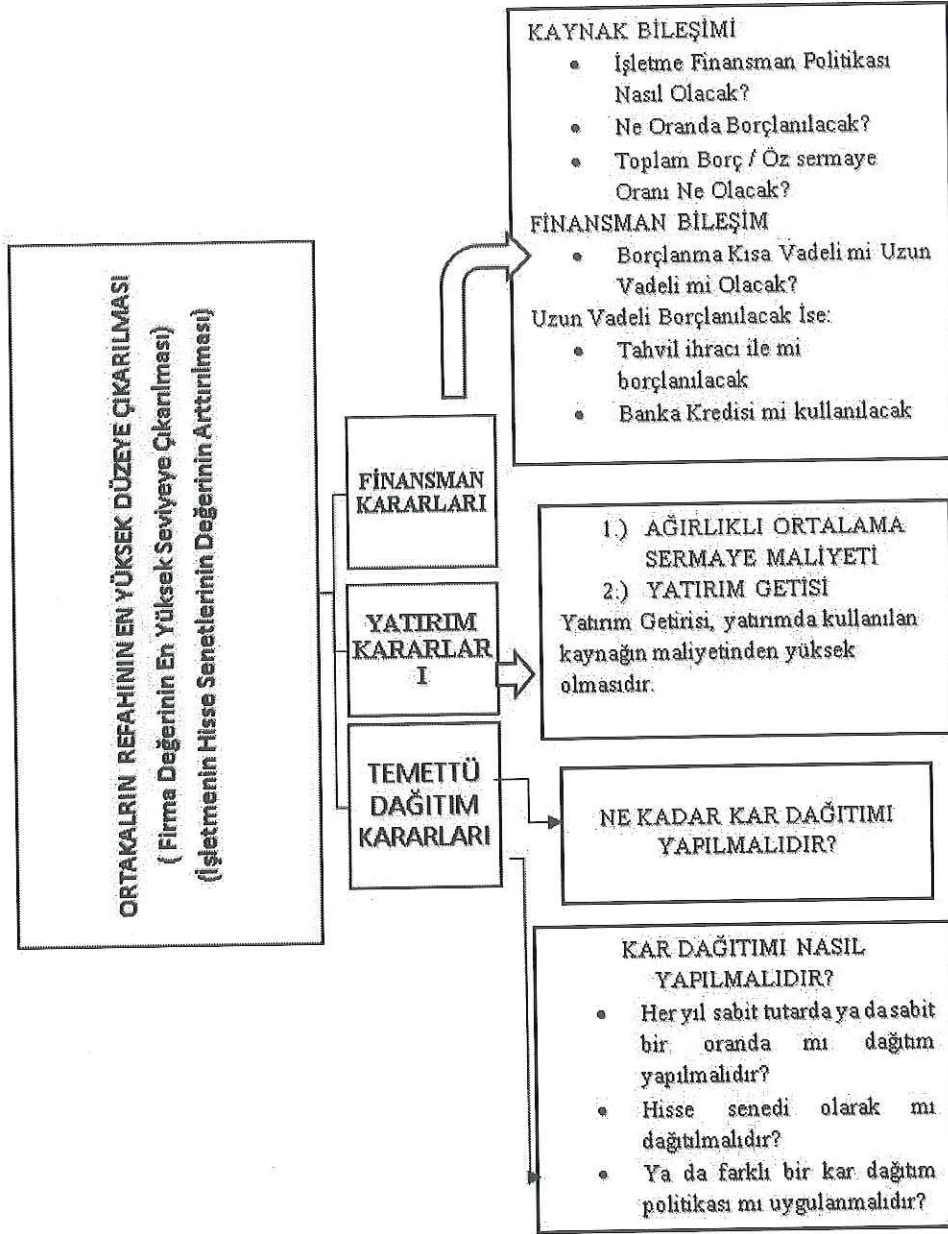 ORTAKALRIN REFAHININ EN YÜKSEK DÜZEYE ÇIKARILMASI
( Firma Değerinin En Yüksek Seviyeye Çıkarılması)
(İşletmenin Hisse Senetlerinin Değerinin Arttırılması)
FİNANSMAN
KARARLARI
KAYNAK BİLEŞİMİ
• İşletme Finansman Politikası
Nasıl Olacak?
• Ne Oranda Borçlanılacak?
• Toplam Borç / Öz sermaye
Oranı Ne Olacak?
FİNANSMAN BİLEŞİM
• Borçlanma Kısa Vadeli mi Uzun
Vadeli mi Olacak?
Uzun Vadeli Borçlanılacak İse:
• Tahvil ihracı ile mi
borçlanılacak
• Banka Kredisi mi kullanılacak
YATIRIM
KARARLAR
I
1.) AĞIRLIKLI ORTALAMA
SERMAYE MALİYETİ
2.) YATIRIM GETİSİ
Yatırım Getirisi, yatırımda kullanılan
kaynağın maliyetinden yüksek
olmasıdır.
TEMETTÜ
DAĞITIM
KARARLARI
NE KADAR KAR DAĞITIMI
YAPILMALIDIR?
KAR DAĞITIMI NASIL
YAPILMALIDIR?
• Her yıl sabit tutarda ya da sabit
bir oranda mı dağıtım
yapılmalıdır?
• Hisse senedi olarak mı
dağıtılmalıdır?
• Ya da farklı bir kar dağıtım
politikası mı uygulanmalıdır?